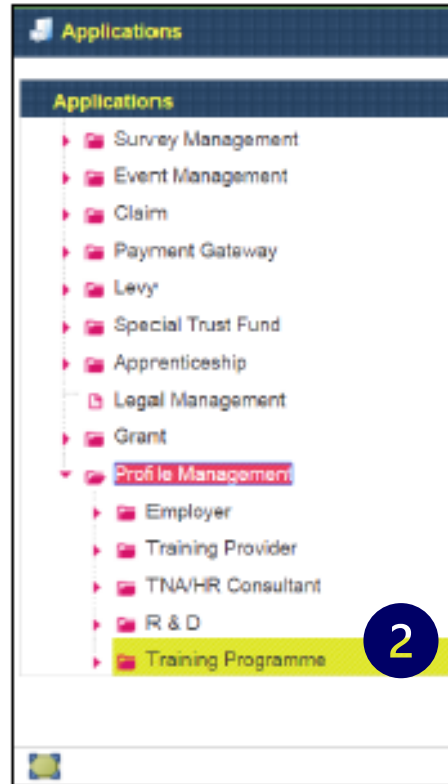 Applications
Applications
Survey Management
Event Management
Claim
Payment Gateway
Levy
Special Trust Fund
Apprenticeship
Legal Management
Grant
Profile Management
Employer
Training Provider
TNA/HR Consultant
R & D
Training Programme
2